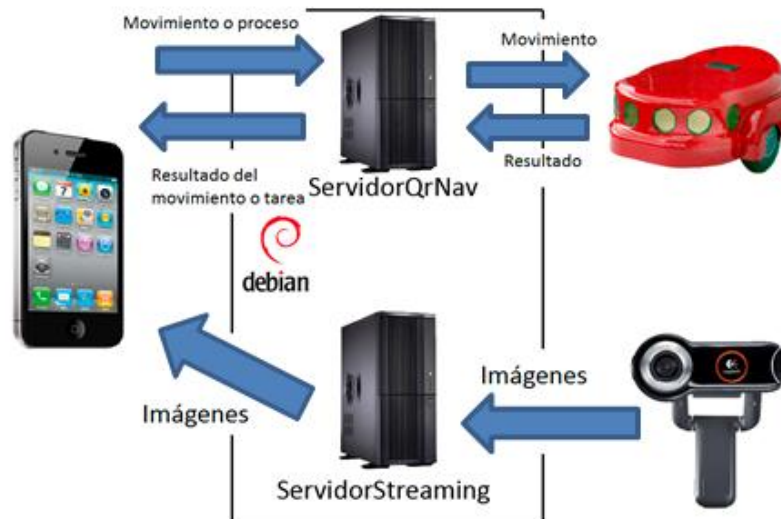 Movimiento o proceso
Movimiento
Resultado del
movimiento o tarea
Resultado
ServidorQrNav
debian
Imágenes
Imágenes
ServidorStreaming